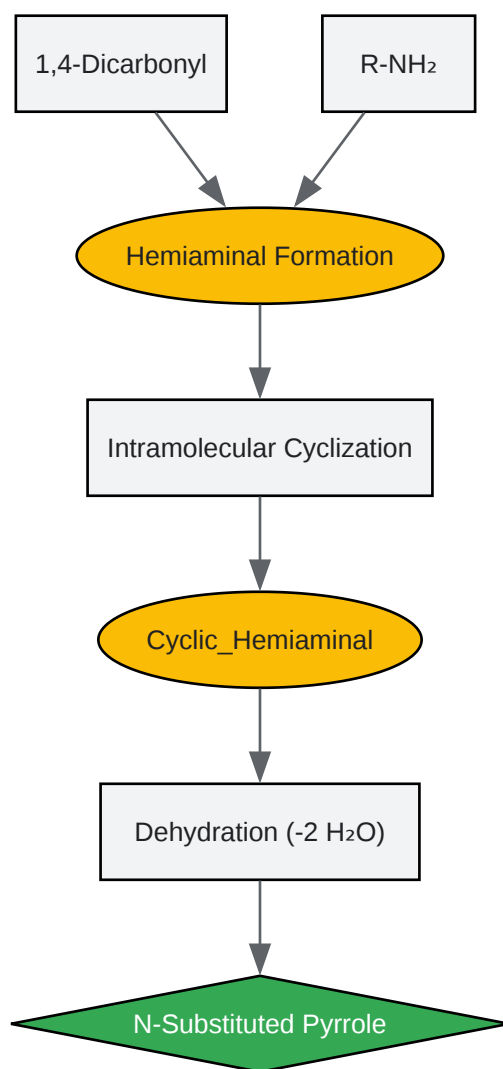 1,4-Dicarbonyl
R-NH₂
Hemiaminal Formation
Intramolecular Cyclization
Cyclic_Hemiaminal
Dehydration (-2 H₂O)
N-Substituted Pyrrole